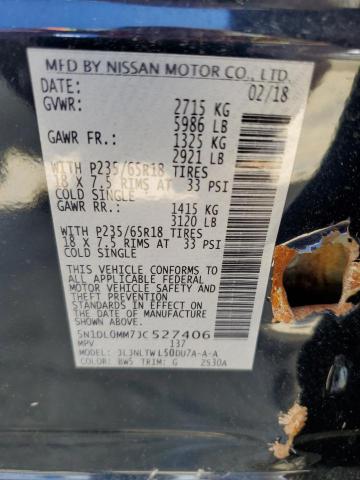 MFD BY NISSAN MOTOR CO., LTD.
DATE: 02/18
GVWR: 2715 KG
5986 LB
GAWR FR: 1325 KG
2921 LB
WITH P235/65R18 TIRES
18 X 7.5 RIMS AT 33 PSI
COLD SINGLE
GAWR RR: 1415 KG
3120 LB
WITH P235/65R18 TIRES
18 X 7.5 RIMS AT 33 PSI
COLD SINGLE
THIS VEHICLE CONFORMS TO
ALL APPLICABLE FEDERAL
MOTOR VEHICLE SAFETY AND
THEFT PREVENTION
STANDARDS IN EFFECT ON
THE DATE OF MANUFACTURE
SHOWN ABOVE.
5N1DL0MM7JC527406
MPV 137
MODEL: JL3NLTWL50DU7A-A-A
COLOR: BW5 TRIM: G 2S30A